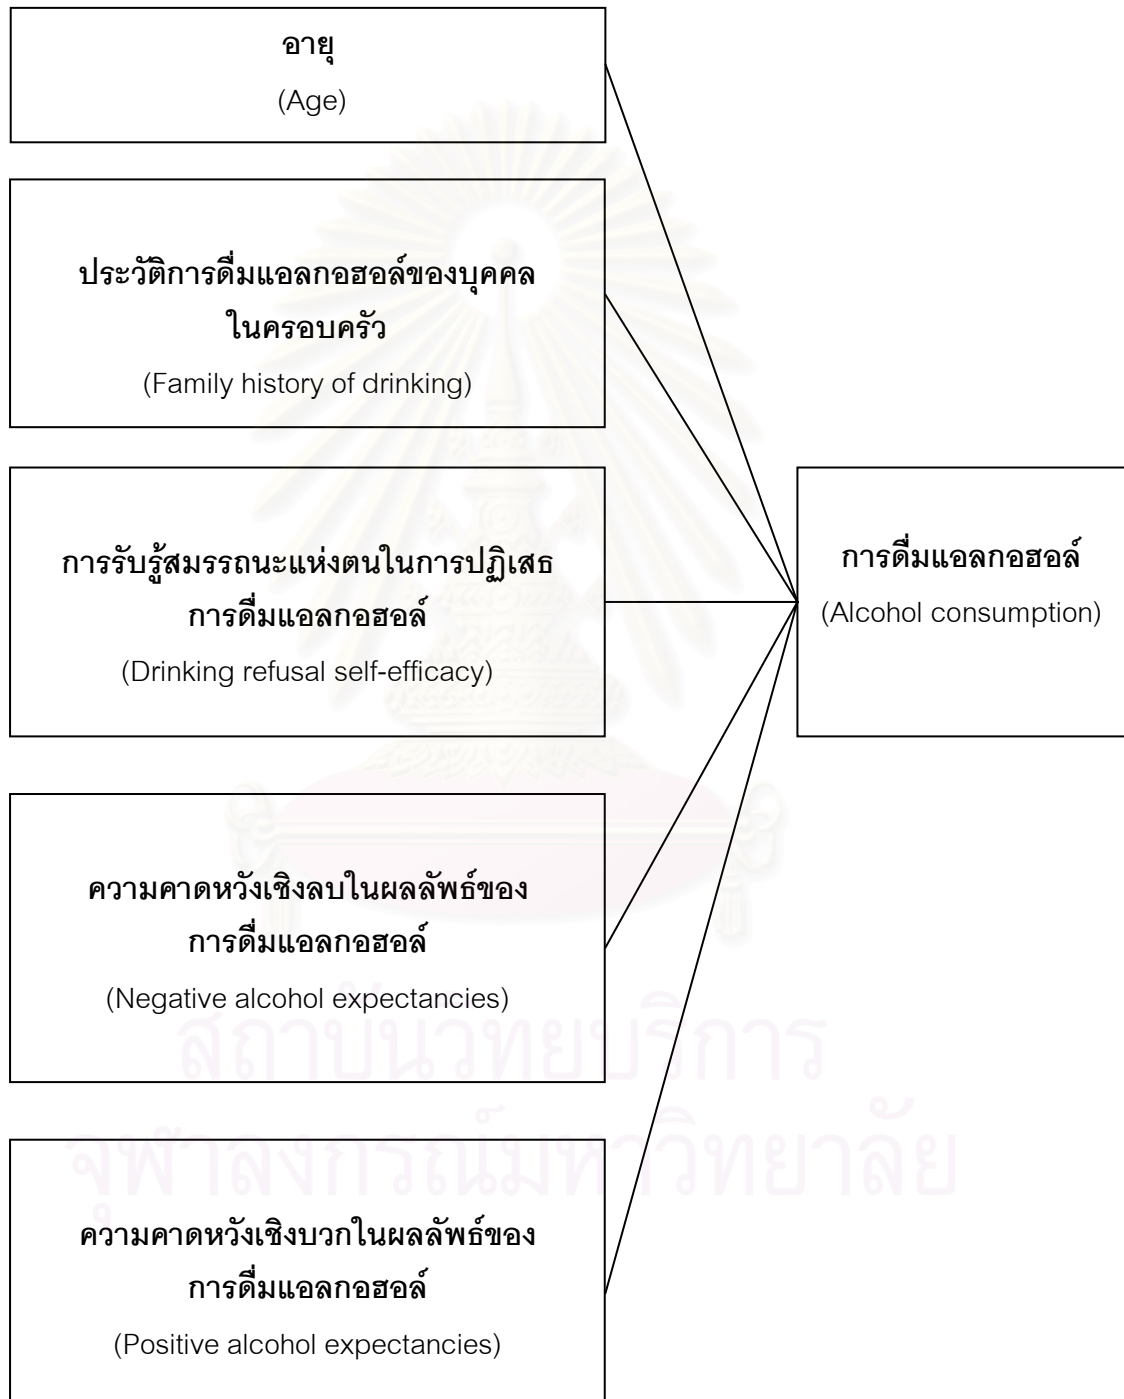 อายุ
(Age)
ประวัติการดื่มแอลกอฮอล์ของบุคคล
ในครอบครัว
(Family history of drinking)
การรับรู้สมรรถนะแห่งตนในการปฏิเสธ
การดื่มแอลกอฮอล์
(Drinking refusal self-efficacy)
การดื่มแอลกอฮอล์
(Alcohol consumption)
ความคาดหวังเชิงลบในผลลัพธ์ของ
การดื่มแอลกอฮอล์
(Negative alcohol expectancies)
สถาบันวิทยบริการ
จุฬาลงกรณ์มหาวิทยาลัย
ความคาดหวังเชิงบวกในผลลัพธ์ของ
การดื่มแอลกอฮอล์
(Positive alcohol expectancies)